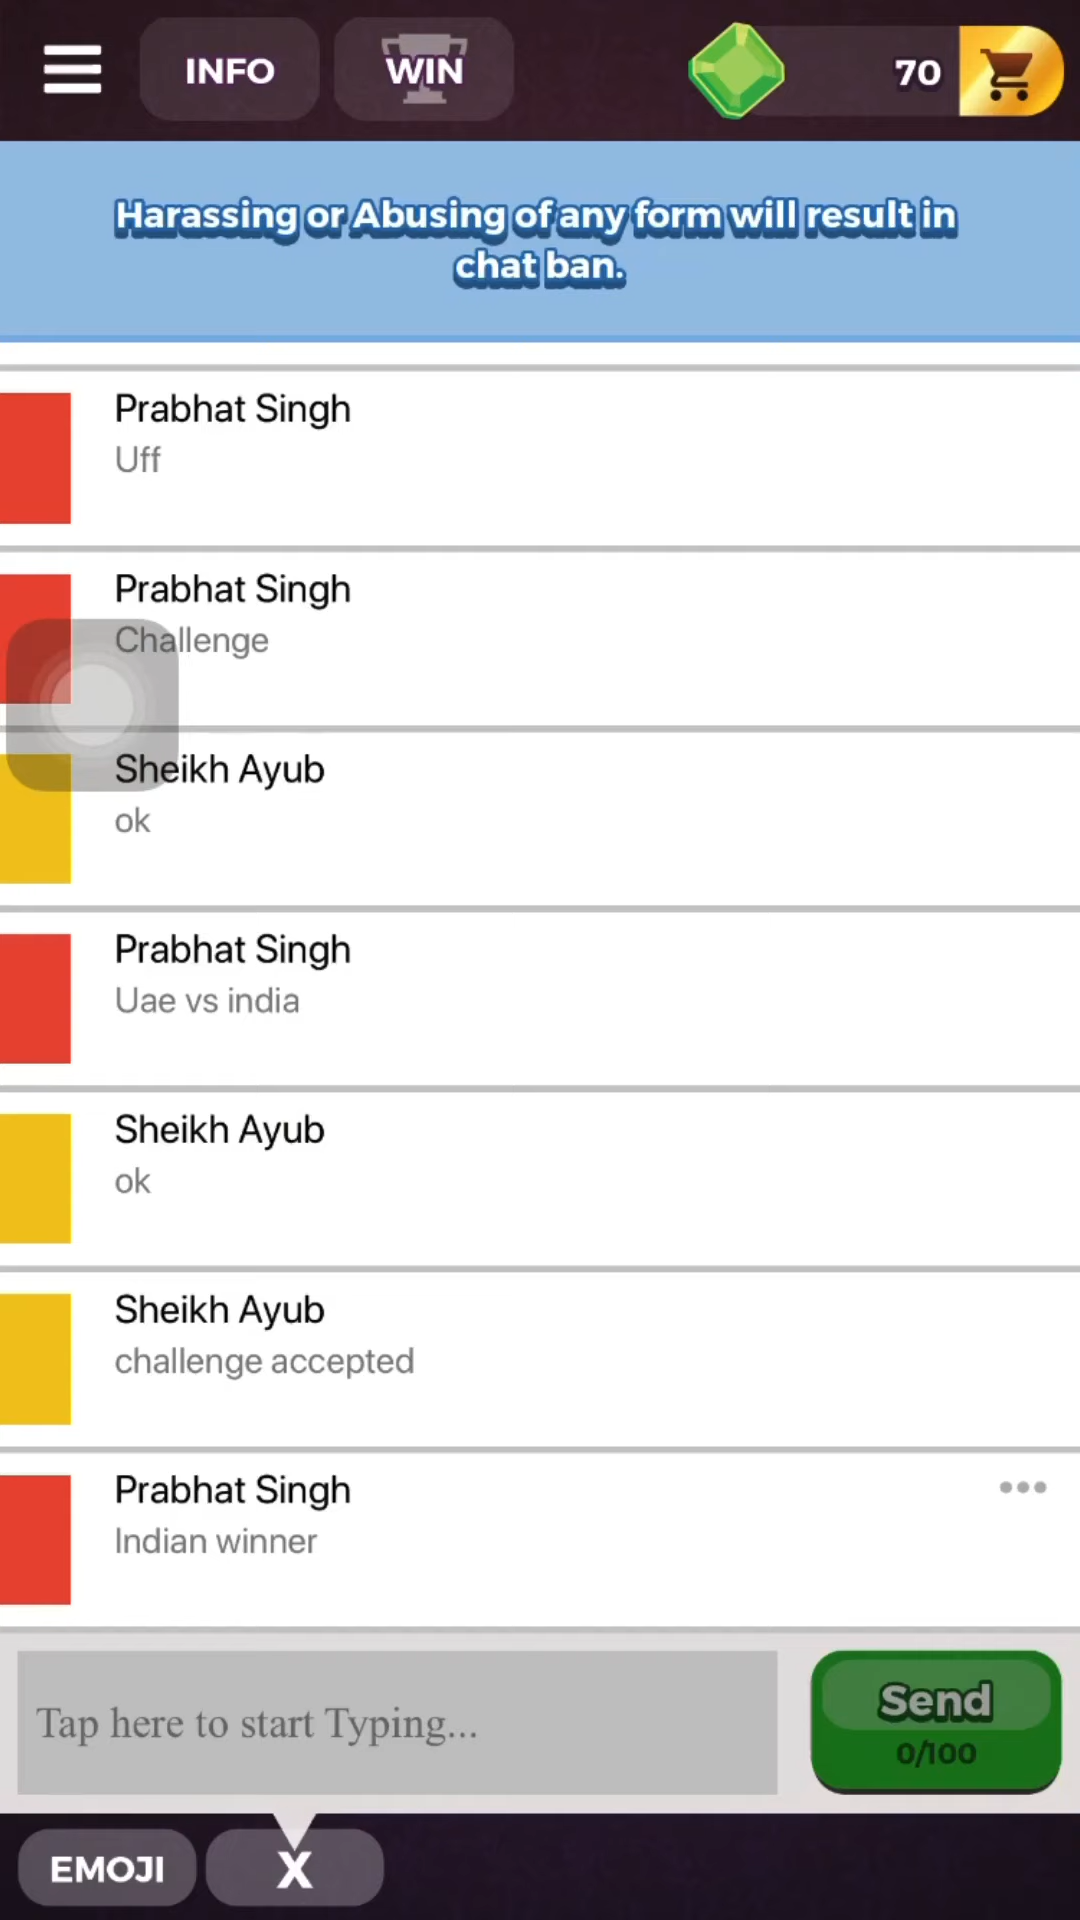 INFO
WIN
70
Harassing or Abusing of any form will result in
chat ban.
Prabhat Singh
Uff
Prabhat Singh
Challenge
Sheikh Ayub
ok
Prabhat Singh
Uae vs india
Sheikh Ayub
ok
Sheikh Ayub
challenge accepted
Prabhat Singh
Indian winner
Tap here to start Typing...
Send
0/100
EMOJI
X